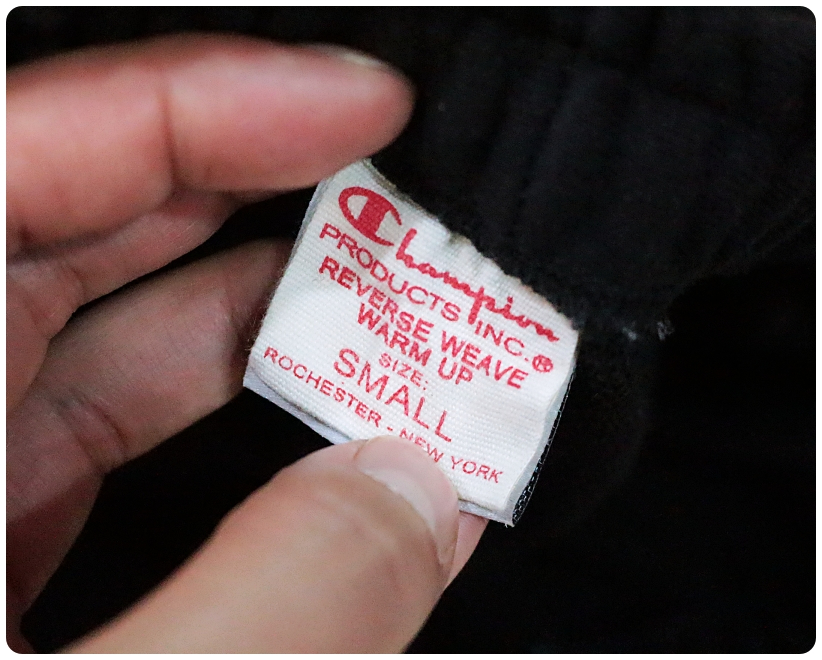 Champion
PRODUCTS INC.®
REVERSE WEAVE
WARM UP
SIZE:
SMALL
ROCHESTER - NEW YORK